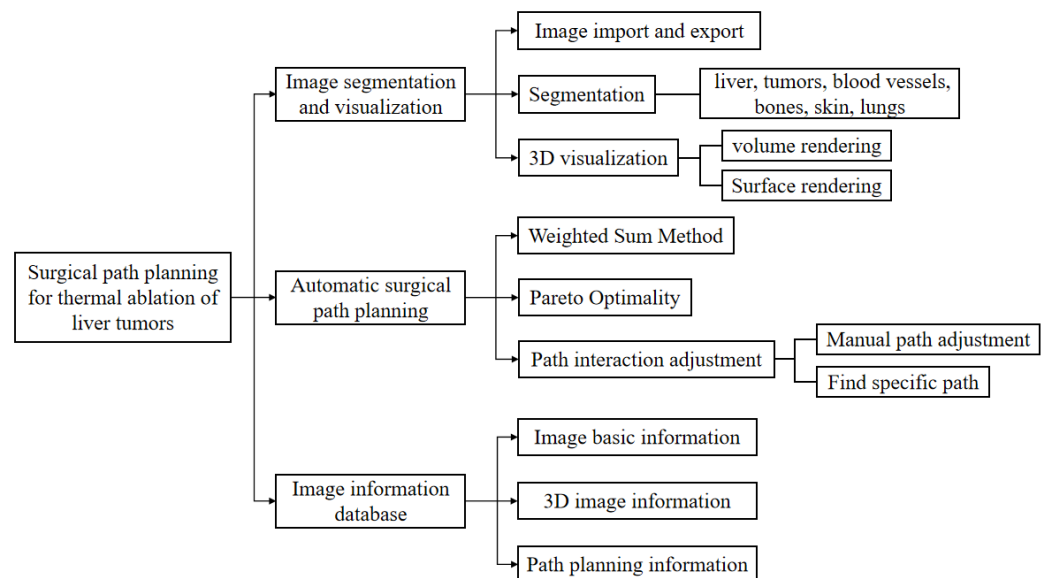 Surgical path planning
for thermal ablation of
liver tumors
Image segmentation
and visualization
Image import and export
Segmentation
liver, tumors, blood vessels,
bones, skin, lungs
3D visualization
volume rendering
Surface rendering
Automatic surgical
path planning
Weighted Sum Method
Pareto Optimality
Path interaction adjustment
Manual path adjustment
Find specific path
Image information
database
Image basic information
3D image information
Path planning information